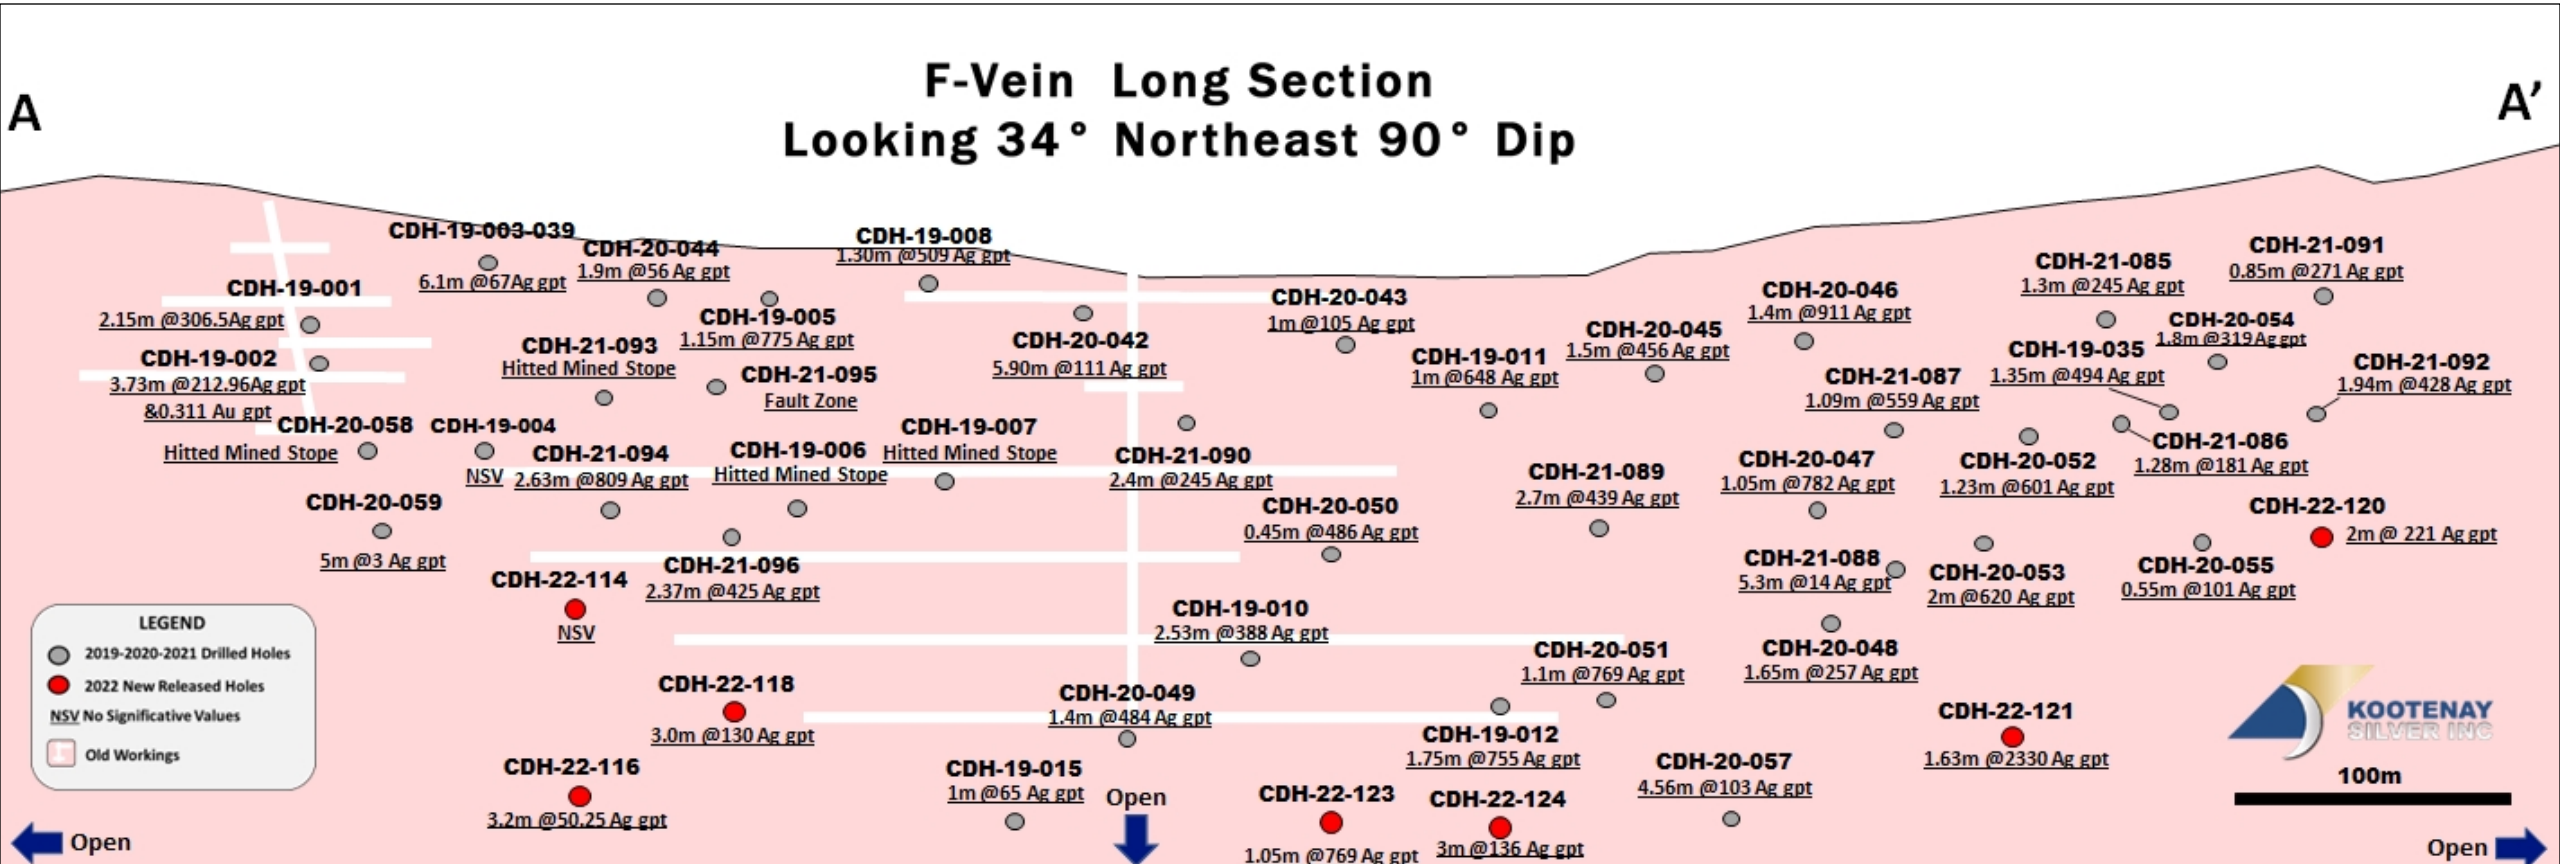 F-Vein Long Section
Looking 34° Northeast 90° Dip
A
A’
CDH-19-003-039
6.1m @67Ag gpt
CDH-20-044
1.9m @56 Ag gpt
CDH-19-008
1.30m @509 Ag gpt
CDH-19-001
2.15m @306.5Ag gpt
CDH-19-005
1.15m @775 Ag gpt
CDH-19-002
3.73m @212.96Ag gpt
&0.311 Au gpt
CDH-21-093
Hitted Mined Stope
CDH-21-095
Fault Zone
CDH-20-042
5.90m @111 Ag gpt
CDH-20-043
1m @105 Ag gpt
CDH-19-011
1m @648 Ag gpt
CDH-20-045
1.5m @456 Ag gpt
CDH-20-046
1.4m @911 Ag gpt
CDH-21-085
1.3m @245 Ag gpt
CDH-21-091
0.85m @271 Ag gpt
CDH-20-054
1.8m @319Ag gpt
CDH-19-035
1.35m @494 Ag gpt
CDH-21-092
1.94m @428 Ag gpt
CDH-21-087
1.09m @559 Ag gpt
CDH-21-086
1.28m @181 Ag gpt
CDH-20-058
Hitted Mined Stope
CDH-19-004
NSV
CDH-21-094
2.63m @809 Ag gpt
CDH-19-006
Hitted Mined Stope
CDH-19-007
Hitted Mined Stope
CDH-21-090
2.4m @245 Ag gpt
CDH-21-089
2.7m @439 Ag gpt
CDH-20-047
1.05m @782 Ag gpt
CDH-20-052
1.23m @601 Ag gpt
CDH-20-059
5m @3 Ag gpt
CDH-20-050
0.45m @486 Ag gpt
CDH-22-120
2m @ 221 Ag gpt
CDH-22-114
NSV
CDH-21-096
2.37m @425 Ag gpt
CDH-21-088
5.3m @14 Ag gpt
CDH-20-053
2m @620 Ag gpt
CDH-20-055
0.55m @101 Ag gpt
CDH-19-010
2.53m @388 Ag gpt
CDH-20-051
1.1m @769 Ag gpt
CDH-20-048
1.65m @257 Ag gpt
CDH-22-118
3.0m @130 Ag gpt
CDH-20-049
1.4m @484 Ag gpt
CDH-19-012
1.75m @755 Ag gpt
CDH-22-121
1.63m @2330 Ag gpt
CDH-22-116
3.2m @50.25 Ag gpt
CDH-19-015
1m @65 Ag gpt
CDH-22-123
1.05m @769 Ag gpt
CDH-22-124
3m @136 Ag gpt
CDH-20-057
4.56m @103 Ag gpt
LEGEND
2019-2020-2021 Drilled Holes
2022 New Released Holes
NSV No Significative Values
Old Workings
KOOTENAY
SILVER INC
100m
Open
Open
Open